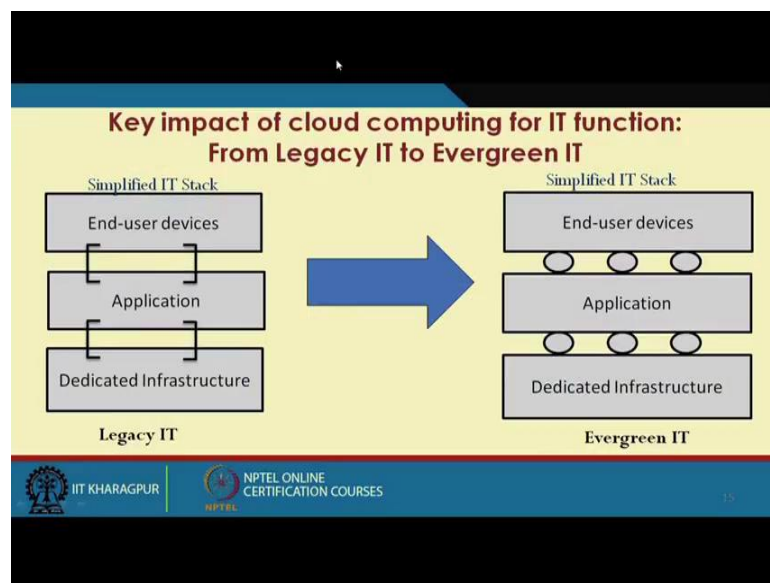 Key impact of cloud computing for IT function:
From Legacy IT to Evergreen IT
Simplified IT Stack
End-user devices
Application
Dedicated Infrastructure
Legacy IT
Simplified IT Stack
End-user devices
Application
Dedicated Infrastructure
Evergreen IT
IIT KHARAGPUR
NPTEL
NPTEL ONLINE
CERTIFICATION COURSES
15